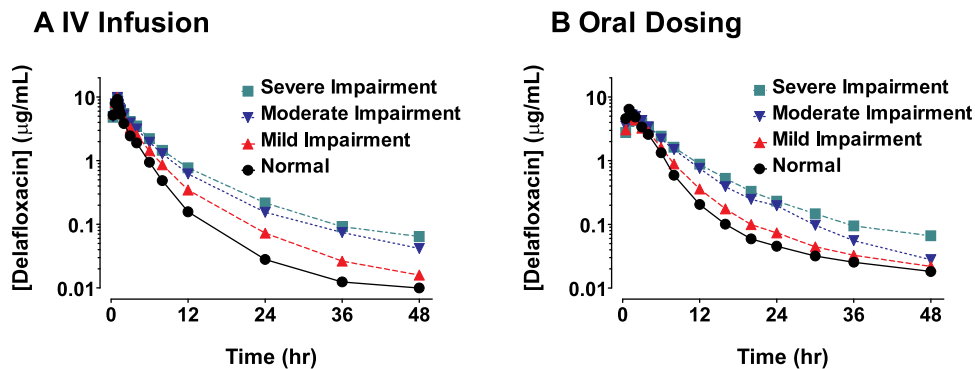 A IV Infusion
[Delafloxacin] (μg/mL)
10
1
0.1
0.01
Severe Impairment
Moderate Impairment
Mild Impairment
Normal
0 12 24 36 48
Time (hr)
B Oral Dosing
[Delafloxacin] (μg/mL)
10
1
0.1
0.01
Severe Impairment
Moderate Impairment
Mild Impairment
Normal
0 12 24 36 48
Time (hr)